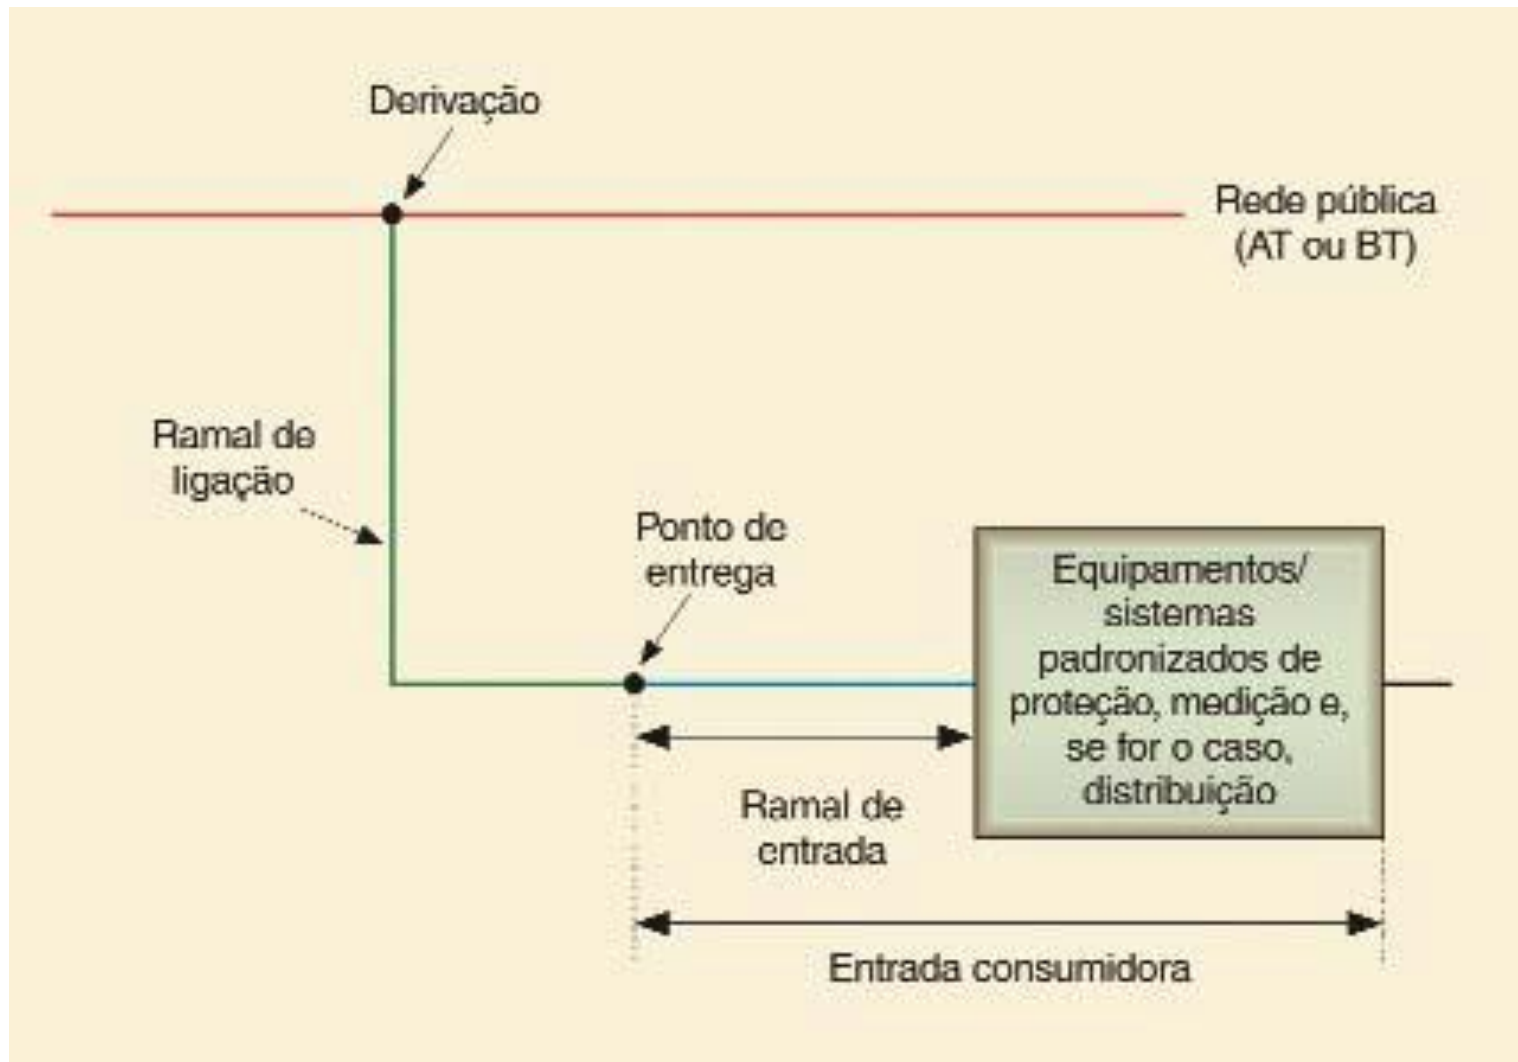 Derivação
Rede pública
(AT ou BT)
Ramal de
ligação
Ponto de
entrega
Equipamentos/
sistemas
padronizados de
proteção, medição e,
se for o caso,
distribuição
Ramal de
entrada
Entrada consumidora